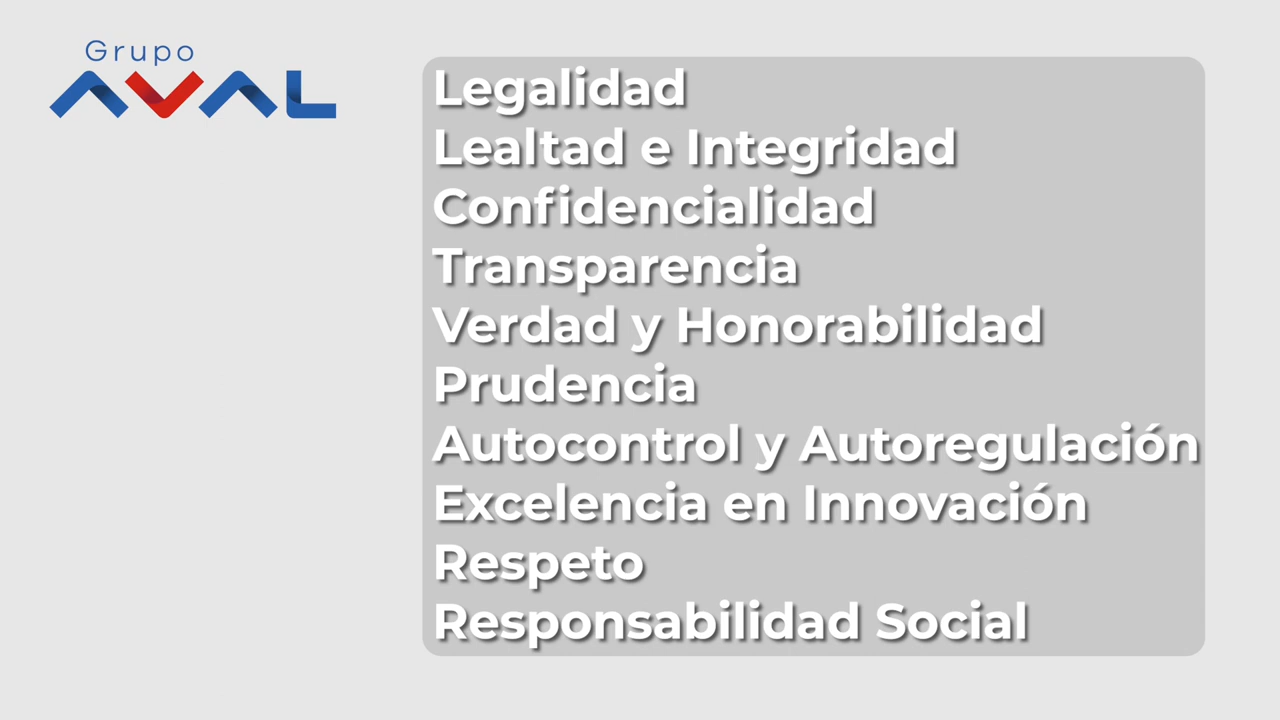 Grupo
AVAL
Legalidad
Lealtad e Integridad
Confidencialidad
Transparencia
Verdad y Honorabilidad
Prudencia
Autocontrol y Autoregulación
Excelencia en Innovación
Respeto
Responsabilidad Social